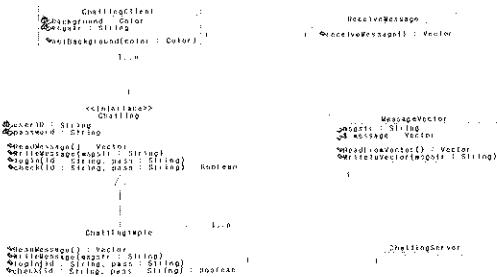 ChattingClient
background : Color
msgstr : String
setBackground(color : Color)
1..n
ReceiveMessage
receiveMessage() : Vector
<<Interface>>
Chatting
userID : String
password : String
ReadMessage() : Vector
WriteMessage(msgstr : String)
login(id : String, pass : String)
check(id : String, pass : String) : Boolean
MessageVector
msgstr : String
message : Vector
ReadFromVector() : Vector
WriteToVector(msgstr : String)
1
1..n
ChattingImple
ReadMessage() : Vector
WriteMessage(msgstr : String)
login(id : String, pass : String)
check(id : String, pass : String) : Boolean
ChattingServer